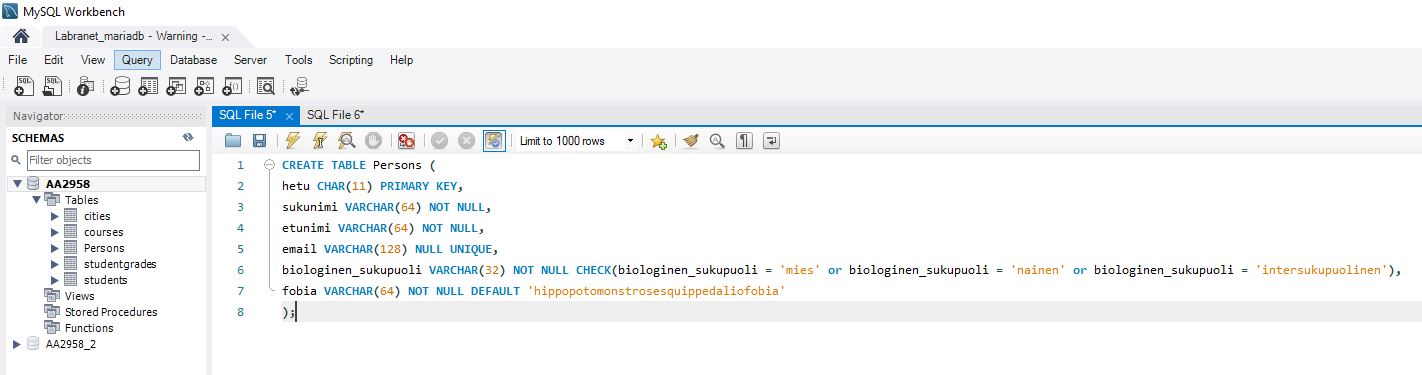 MySQL Workbench
Labranet_mariadb - Warning -...
File Edit View Query Database Server Tools Scripting Help
Navigator
SQL File 5* SQL File 6*
SCHEMAS
Limit to 1000 rows
Filter objects
AA2958
Tables
cities
courses
Persons
studentgrades
students
Views
Stored Procedures
Functions
AA2958_2
1 CREATE TABLE Persons (
2 hetu CHAR(11) PRIMARY KEY,
3 sukunimi VARCHAR(64) NOT NULL,
4 etunimi VARCHAR(64) NOT NULL,
5 email VARCHAR(128) NULL UNIQUE,
6 biologinen_sukupuoli VARCHAR(32) NOT NULL CHECK(biologinen_sukupuoli = 'mies' or biologinen_sukupuoli = 'nainen' or biologinen_sukupuoli = 'intersukupuolinen'),
7 fobia VARCHAR(64) NOT NULL DEFAULT 'hippopotomonstrosesquippedaliofobia'
8 );